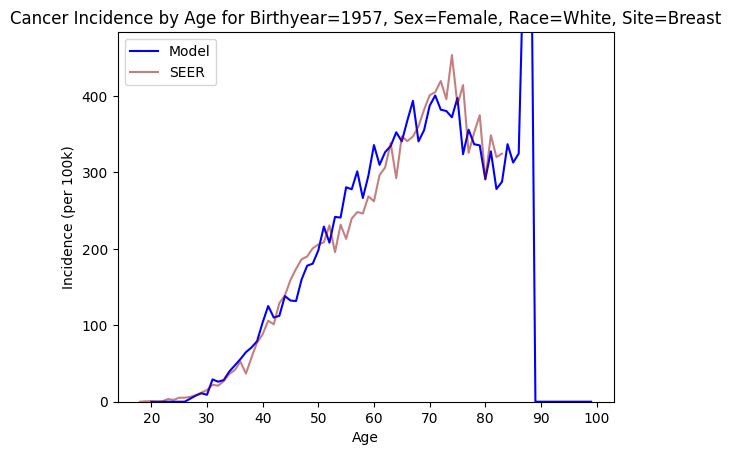 Cancer Incidence by Age for Birthyear=1957, Sex=Female, Race=White, Site=Breast
Model
SEER
400
300
200
100
0
Incidence (per 100k)
20 30 40 50 60 70 80 90 100
Age